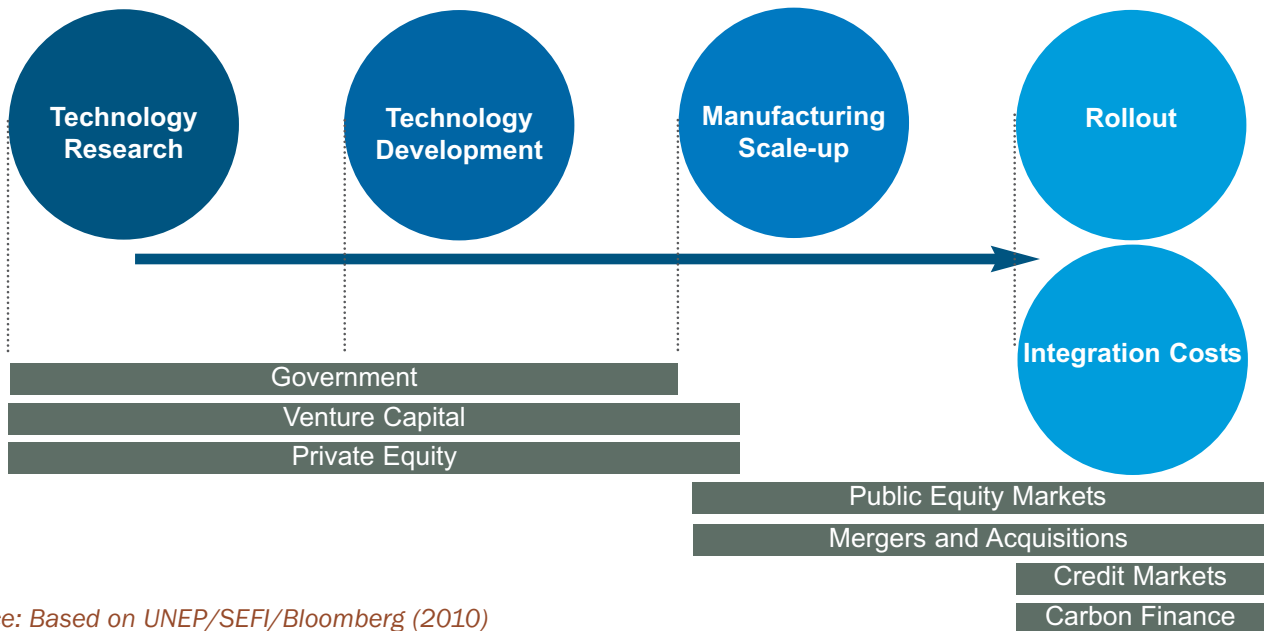 Technology
Research
Technology
Development
Manufacturing
Scale-up
Rollout
Integration Costs
Government
Venture Capital
Private Equity
Public Equity Markets
Mergers and Acquisitions
Credit Markets
Carbon Finance
ce: Based on UNEP/SEFI/Bloomberg (2010)